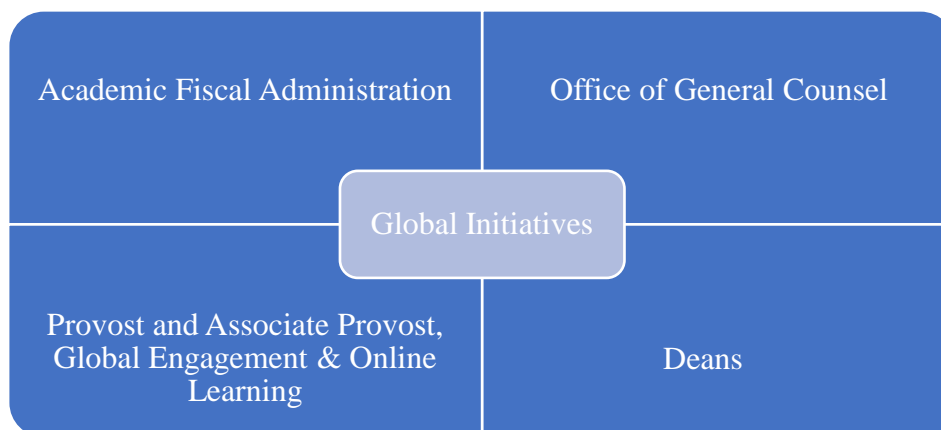 Academic Fiscal Administration
Office of General Counsel
Global Initiatives
Provost and Associate Provost,
Global Engagement & Online
Learning
Deans